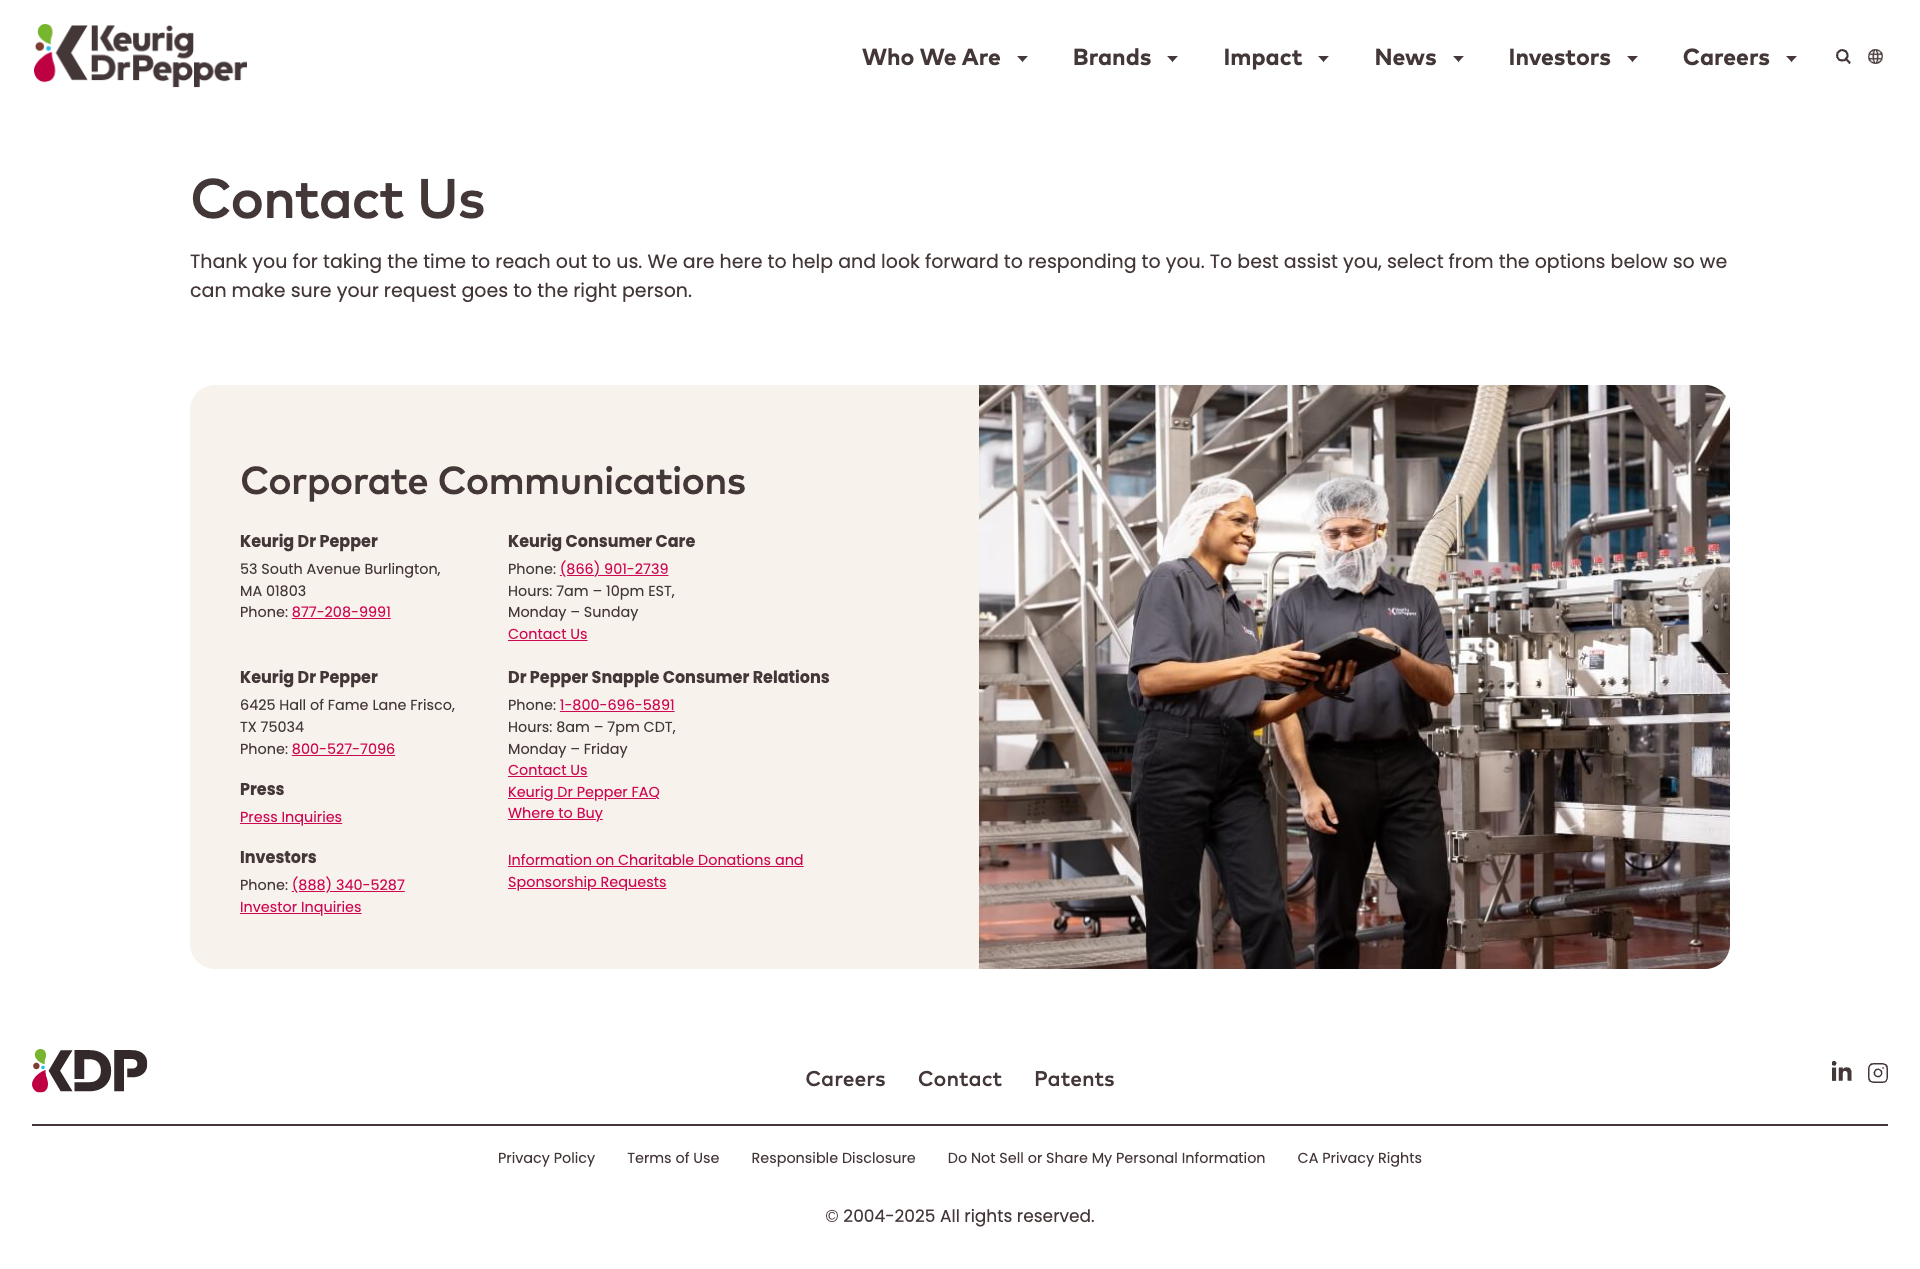 Keurig
DrPepper
Who We Are
Brands
Impact
News
Investors
Careers
Contact Us
Thank you for taking the time to reach out to us. We are here to help and look forward to responding to you. To best assist you, select from the options below so we
can make sure your request goes to the right person.
Corporate Communications
Keurig Dr Pepper
53 South Avenue Burlington,
MA 01803
Phone: 877-208-9991
Keurig Dr Pepper
6425 Hall of Fame Lane Frisco,
TX 75034
Phone: 800-527-7096
Press
Press Inquiries
Investors
Phone: (888) 340-5287
Investor Inquiries
Keurig Consumer Care
Phone: (866) 901-2739
Hours: 7am – 10pm EST,
Monday – Sunday
Contact Us
Dr Pepper Snapple Consumer Relations
Phone: 1-800-696-5891
Hours: 8am – 7pm CDT,
Monday – Friday
Contact Us
Keurig Dr Pepper FAQ
Where to Buy
Information on Charitable Donations and
Sponsorship Requests
Keurig
DrPepper
KDP
Careers
Contact
Patents
in
Privacy Policy
Terms of Use
Responsible Disclosure
Do Not Sell or Share My Personal Information
CA Privacy Rights
© 2004-2025 All rights reserved.